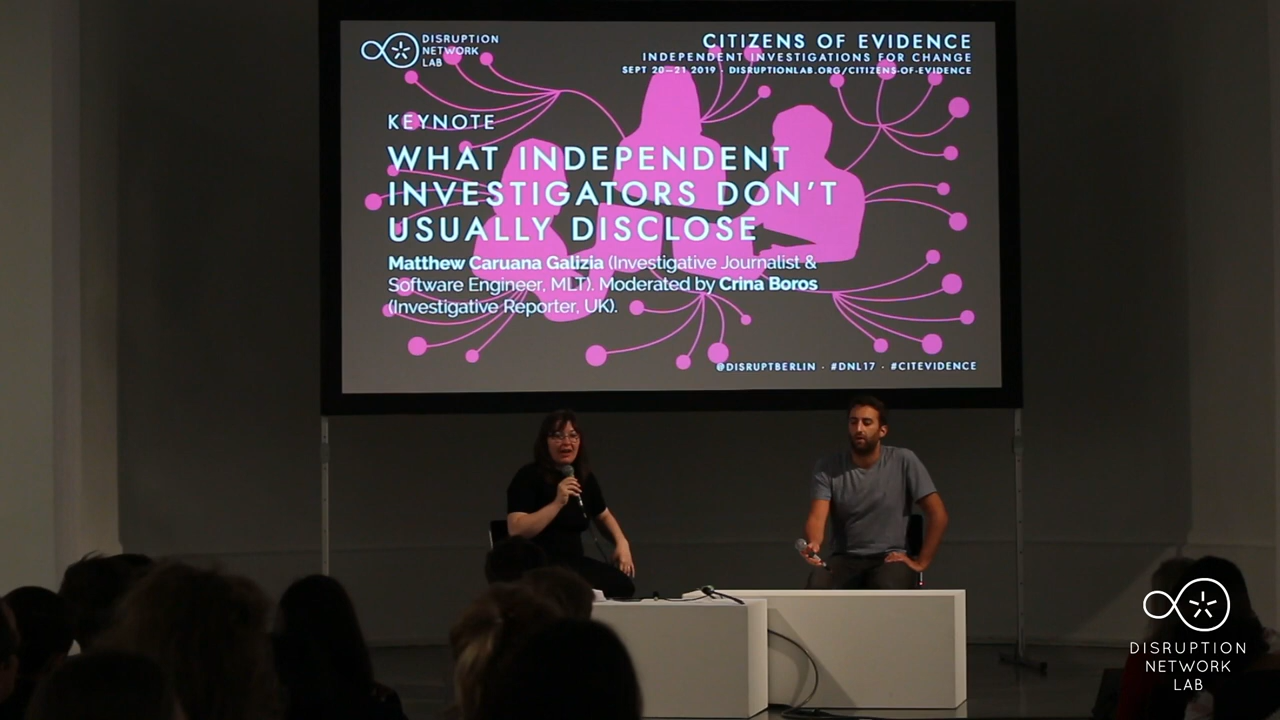 DISRUPTION
NETWORK
LAB
CITIZENS OF EVIDENCE
INDEPENDENT INVESTIGATIONS FOR CHANGE
SEPT 20–21 2019 · DISRUPTIONLAB.ORG/CITIZENS-OF-EVIDENCE
KEYNOTE
WHAT INDEPENDENT
INVESTIGATORS DON'T
USUALLY DISCLOSE
Matthew Caruana Galizia (Investigative Journalist &
Software Engineer, MLT). Moderated by Crina Boros
(Investigative Reporter, UK).
@DISRUPTBERLIN · #DNL17 · #CITEVIDENCE
DISRUPTION
NETWORK
LAB